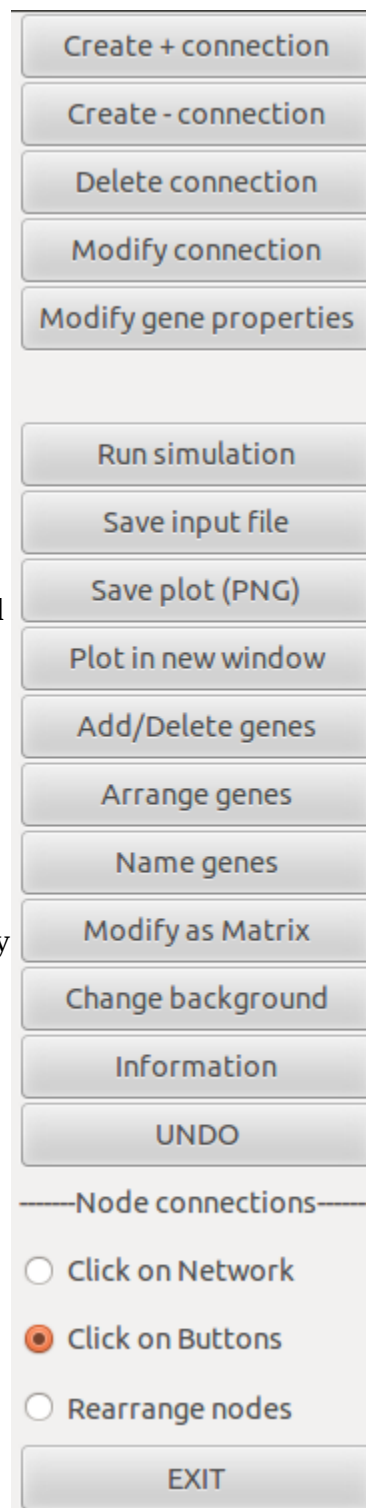 Create + connection
Create - connection
Delete connection
Modify connection
Modify gene properties
Run simulation
Save input file
Save plot (PNG)
Plot in new window
Add/Delete genes
Arrange genes
Name genes
Modify as Matrix
Change background
Information
UNDO
-------Node connections------
Click on Network
Click on Buttons
Rearrange nodes
EXIT